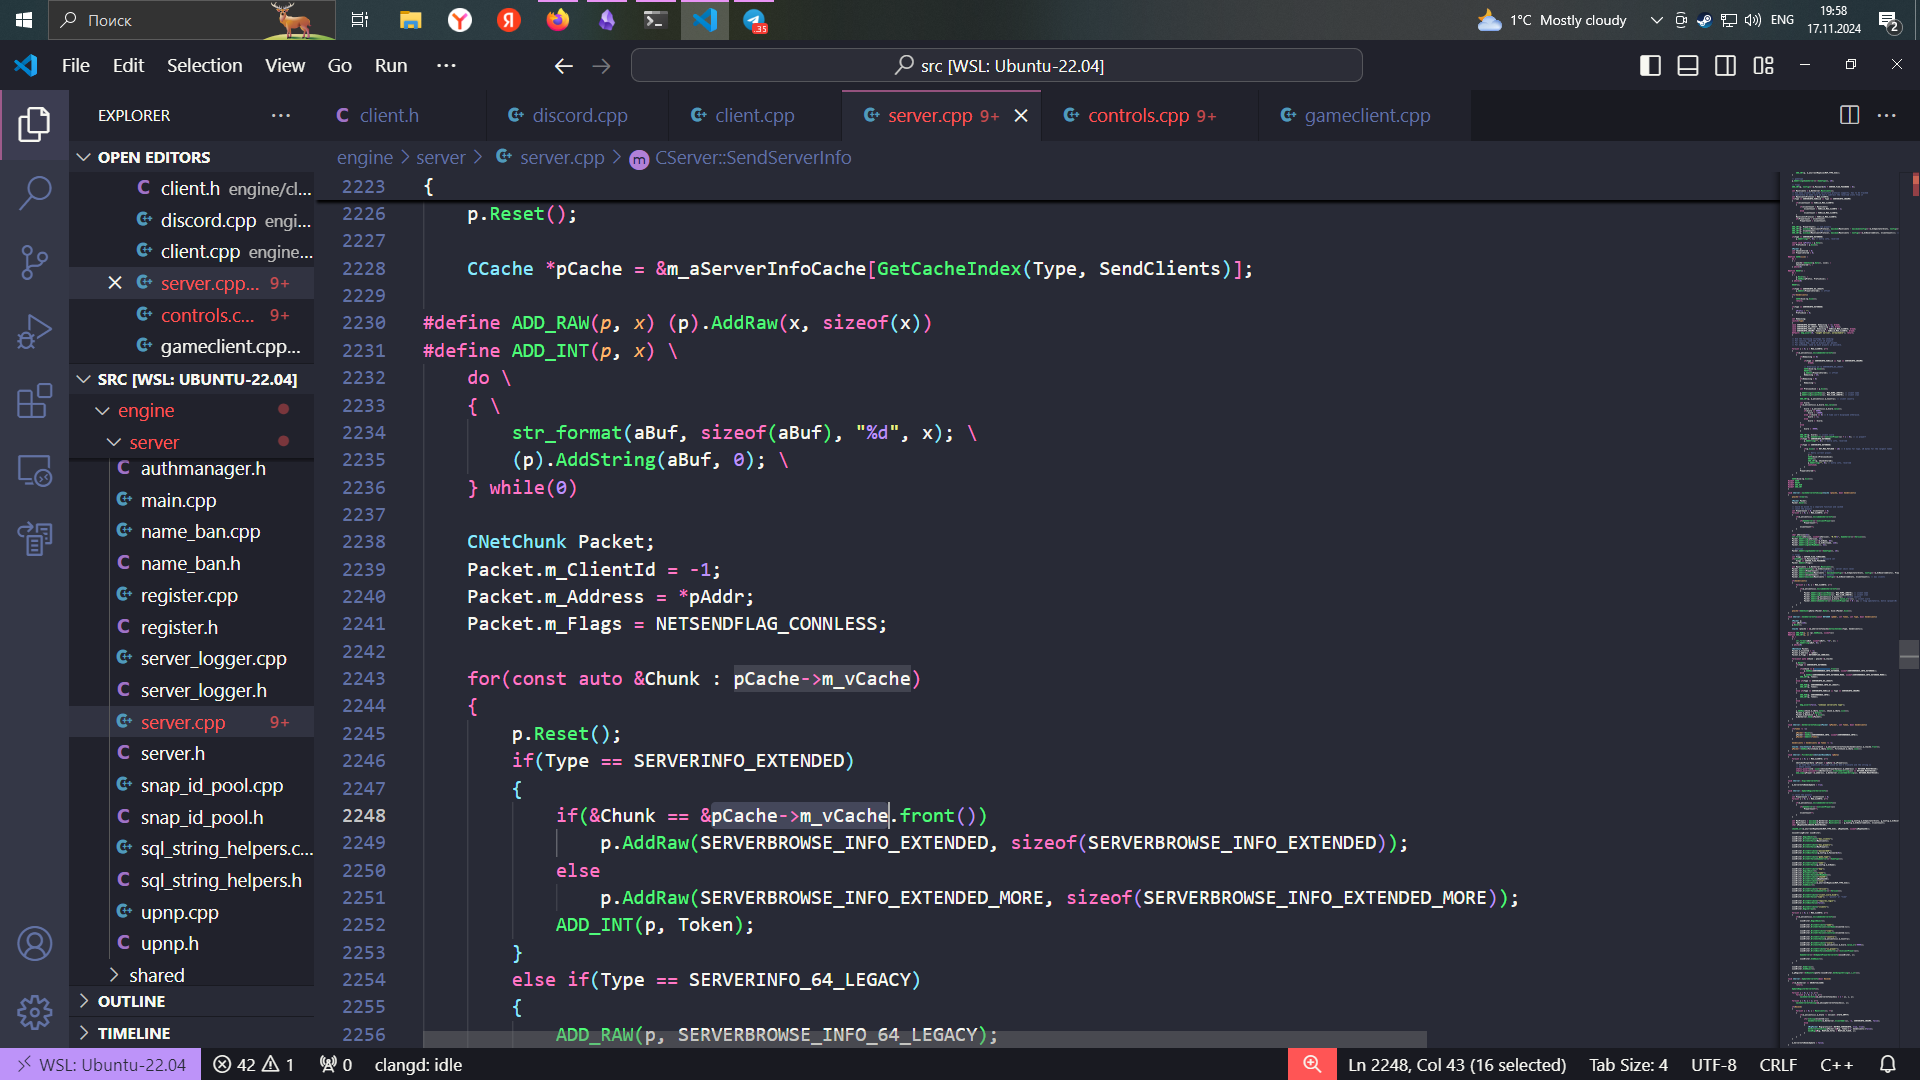 Поиск
35
1°C Mostly cloudy
ENG
19:58
17.11.2024
2
File Edit Selection View Go Run ···
src [WSL: Ubuntu-22.04]
EXPLORER ···
client.h
discord.cpp
client.cpp
server.cpp 9+
controls.cpp 9+
gameclient.cpp
OPEN EDITORS
client.h engine/cl...
discord.cpp engi...
client.cpp engine...
server.cpp... 9+
controls.c... 9+
gameclient.cpp...
SRC [WSL: UBUNTU-22.04]
engine
server
authmanager.h
main.cpp
name_ban.cpp
name_ban.h
register.cpp
register.h
server_logger.cpp
server_logger.h
server.cpp 9+
server.h
snap_id_pool.cpp
snap_id_pool.h
sql_string_helpers.c...
sql_string_helpers.h
upnp.cpp
upnp.h
shared
OUTLINE
TIMELINE
engine > server > server.cpp > CServer::SendServerInfo
2223 {
2226 p.Reset();
2227
2228 CCache *pCache = &m_aServerInfoCache[GetCacheIndex(Type, SendClients)];
2229
2230 #define ADD_RAW(p, x) (p).AddRaw(x, sizeof(x))
2231 #define ADD_INT(p, x) \
2232 do \
2233 { \
2234 str_format(aBuf, sizeof(aBuf), "%d", x); \
2235 (p).AddString(aBuf, 0); \
2236 } while(0)
2237
2238 CNetChunk Packet;
2239 Packet.m_ClientId = -1;
2240 Packet.m_Address = *pAddr;
2241 Packet.m_Flags = NETSENDFLAG_CONNLESS;
2242
2243 for(const auto &Chunk : pCache->m_vCache)
2244 {
2245 p.Reset();
2246 if(Type == SERVERINFO_EXTENDED)
2247 {
2248 if(&Chunk == &pCache->m_vCache.front())
2249 p.AddRaw(SERVERBROWSE_INFO_EXTENDED, sizeof(SERVERBROWSE_INFO_EXTENDED));
2250 else
2251 p.AddRaw(SERVERBROWSE_INFO_EXTENDED_MORE, sizeof(SERVERBROWSE_INFO_EXTENDED_MORE));
2252 ADD_INT(p, Token);
2253 }
2254 else if(Type == SERVERINFO_64_LEGACY)
2255 {
2256 ADD_RAW(p, SERVERBROWSE_INFO_64_LEGACY);
WSL: Ubuntu-22.04
42 1
0
clangd: idle
Ln 2248, Col 43 (16 selected)
Tab Size: 4
UTF-8
CRLF
C++